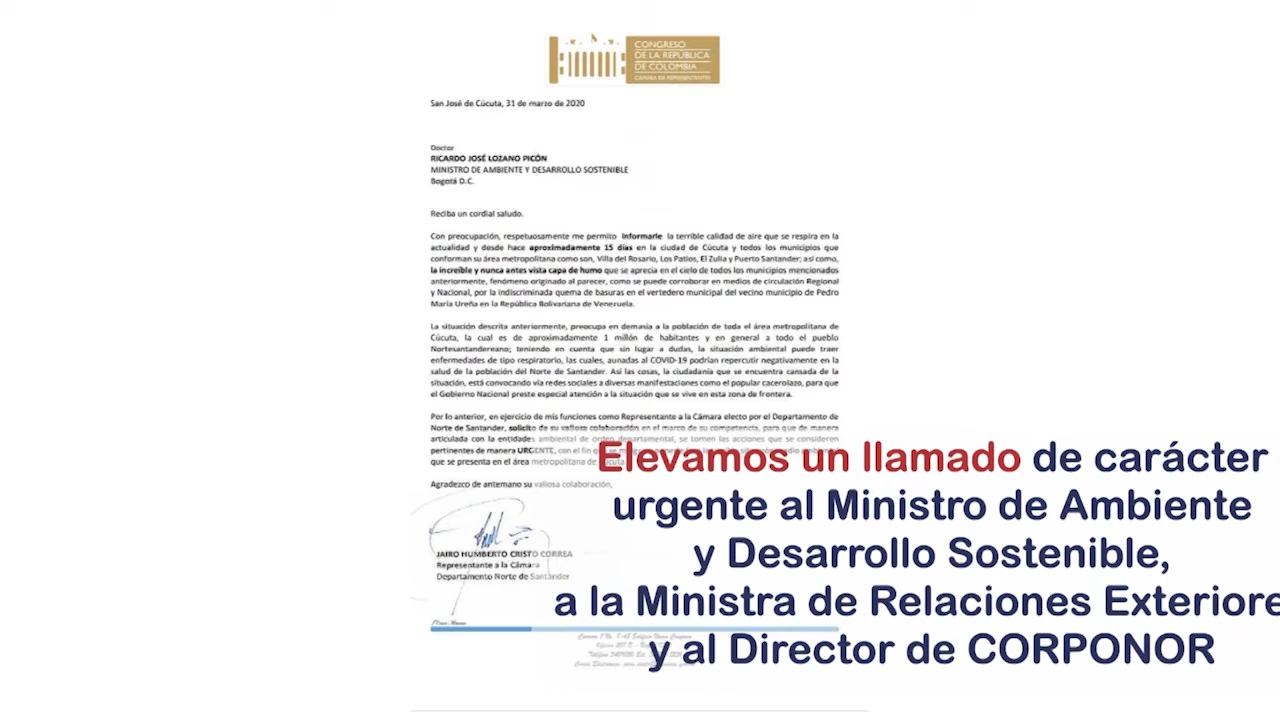 CONGRESO
DE LA REPÚBLICA
DE COLOMBIA
CÁMARA DE REPRESENTANTES
San José de Cúcuta, 31 de marzo de 2020
Doctor
RICARDO JOSÉ LOZANO PICÓN
MINISTRO DE AMBIENTE Y DESARROLLO SOSTENIBLE
Bogotá D.C.
Reciba un cordial saludo.
Con preocupación, respetuosamente me permito informarle la terrible calidad de aire que se respira en la
actualidad y desde hace aproximadamente 15 días en la ciudad de Cúcuta y todos los municipios que
conforman su área metropolitana como son, Villa del Rosario, Los Patios, El Zulia y Puerto Santander; así como,
la increíble y nunca antes vista capa de humo que se aprecia en el cielo de todos los municipios mencionados
anteriormente, fenómeno originado al parecer, como se puede corroborar en medios de circulación Regional
y Nacional, por la indiscriminada quema de basuras en el vertedero municipal del vecino municipio de Pedro
María Ureña en la República Bolivariana de Venezuela.
La situación descrita anteriormente, preocupa en demasía a la población de toda el área metropolitana de
Cúcuta, la cual es de aproximadamente 1 millón de habitantes y en general a todo el pueblo
Nortesantandereano; teniendo en cuenta que sin lugar a dudas, la situación ambiental puede traer
enfermedades de tipo respiratorio, las cuales, aunadas al COVID-19 podrían repercutir negativamente en la
salud de la población del Norte de Santander. Así las cosas, la ciudadanía que se encuentra cansada de la
situación, está convocando vía redes sociales a diversas manifestaciones como el popular cacerolazo, para que
el Gobierno Nacional preste especial atención a la situación que se vive en esta zona de frontera.
Por lo anterior, en ejercicio de mis funciones como Representante a la Cámara electo por el Departamento de
Norte de Santander, solicito de su valiosa colaboración en el marco de su competencia, para que de manera
articulada con la entidades ambiental de orden departamental, se tomen las acciones que se consideren
pertinentes de manera URGENTE, con el fin
que se presenta en el área metropolitana de Cúcuta.
Agradezco de antemano su valiosa colaboración,
JAIRO HUMBERTO CRISTO CORREA
Representante a la Cámara
Departamento Norte de Santander
Elevamos un llamado de carácter
urgente al Ministro de Ambiente
y Desarrollo Sostenible,
a la Ministra de Relaciones Exteriore
y al Director de CORPONOR